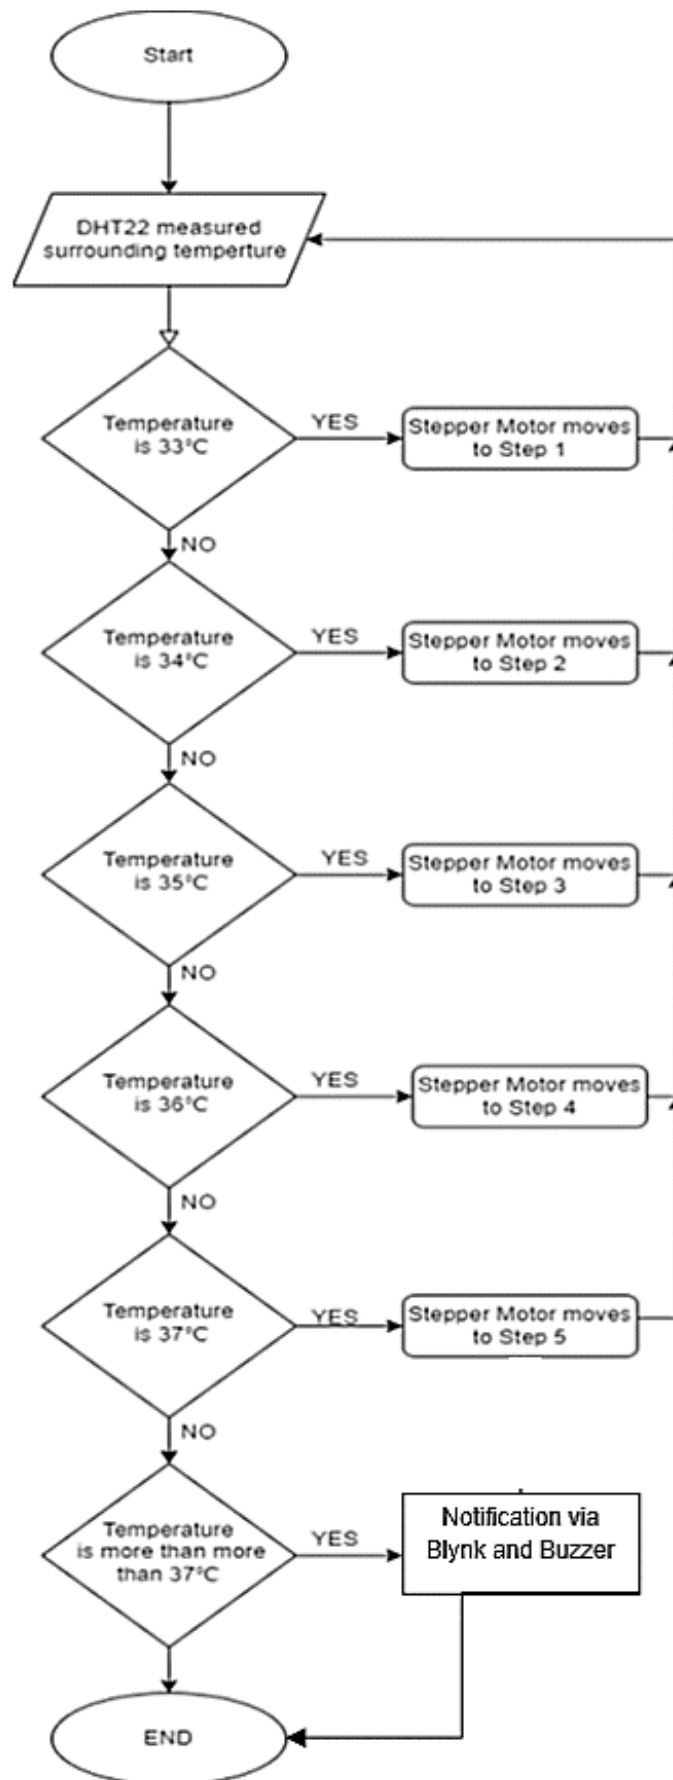 Start
DHT22 measured
surrounding temperture
Temperature
is 33°C
YES
Stepper Motor moves
to Step 1
NO
Temperature
is 34°C
YES
Stepper Motor moves
to Step 2
NO
Temperature
is 35°C
YES
Stepper Motor moves
to Step 3
NO
Temperature
is 36°C
YES
Stepper Motor moves
to Step 4
NO
Temperature
is 37°C
YES
Stepper Motor moves
to Step 5
NO
Temperature
is more than more
than 37°C
YES
Notification via
Blynk and Buzzer
END